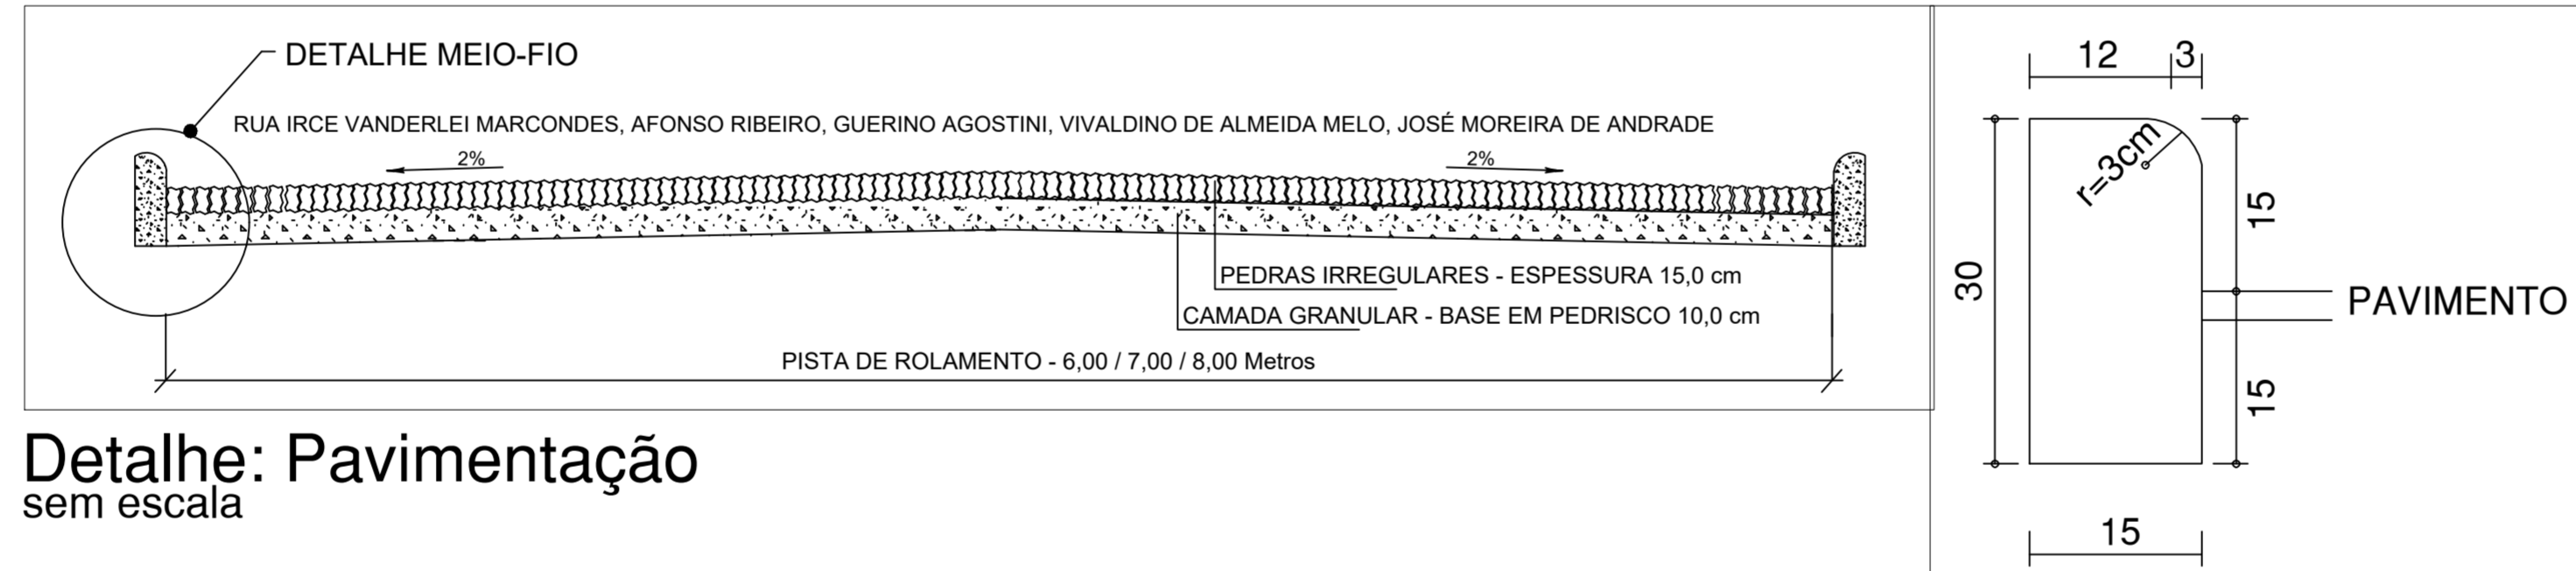 DETALHE MEIO-FIO
RUA IRCE VANDERLEI MARCONDES, AFONSO RIBEIRO, GUERINO AGOSTINI, VIVALDINO DE ALMEIDA MELO, JOSÉ MOREIRA DE ANDRADE
2%
2%
PEDRAS IRREGULARES - ESPESSURA 15,0 cm
CAMADA GRANULAR - BASE EM PEDRISCO 10,0 cm
PISTA DE ROLAMENTO - 6,00 / 7,00 / 8,00 Metros
Detalhe: Pavimentação
sem escala
12
3
r=3cm
15
30
PAVIMENTO
15
15